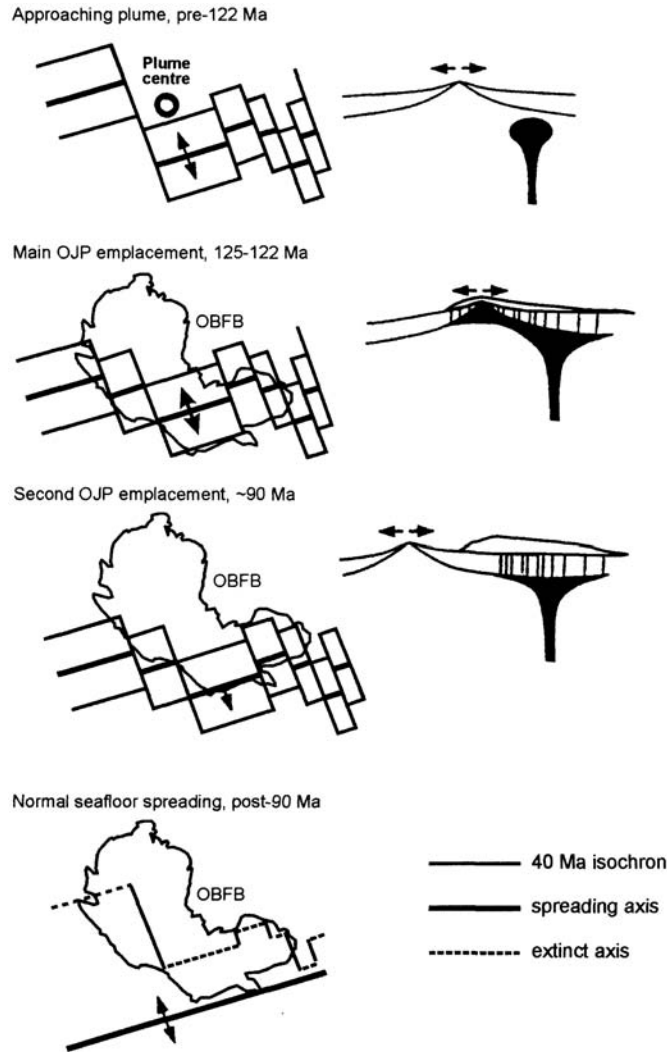 Approaching plume, pre-122 Ma
Plume
centre
Main OJP emplacement, 125-122 Ma
OBFB
Second OJP emplacement, ~90 Ma
OBFB
Normal seafloor spreading, post-90 Ma
OBFB
40 Ma isochron
spreading axis
extinct axis